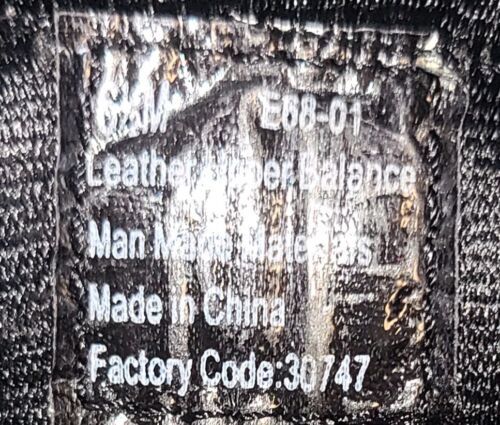 E68-01
Leather Upper Balance
Man Made Materials
Made in China
Factory Code:30747